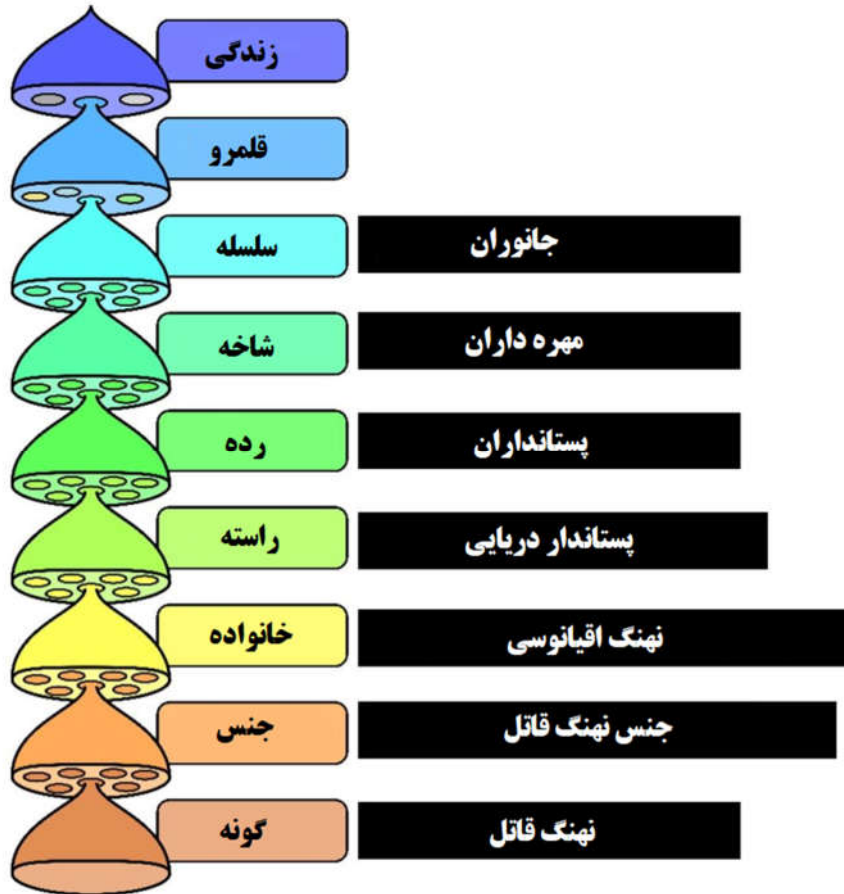 زندگی
قلمرو
سلسله
جانوران
شاخه
مهره داران
رده
پستانداران
راسته
پستاندار دریایی
خانواده
نهنگ اقیانوسی
جنس
جنس نهنگ قاتل
گونه
نهنگ قاتل